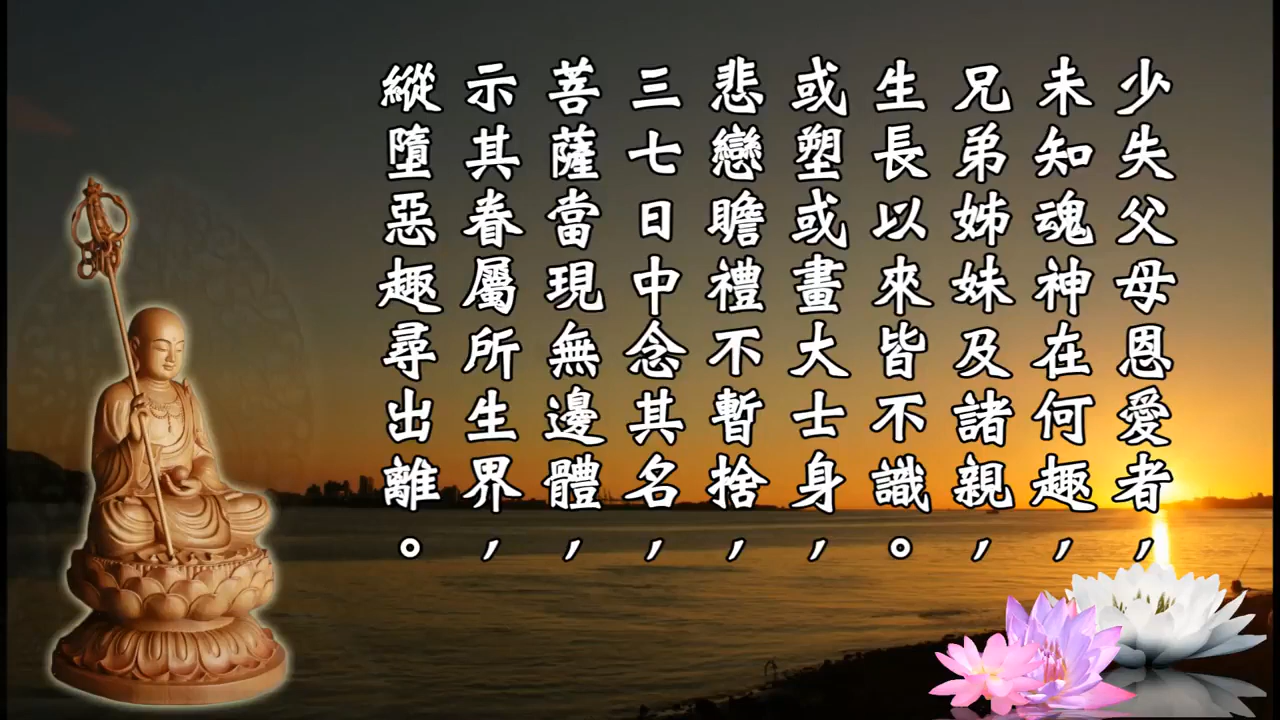 少失父母恩愛者，
未知魂神在何趣，
兄弟姊妹及諸親，
生長以來皆不識。
或塑或畫大士身，
悲戀瞻禮不暫捨，
三七日中念其名，
菩薩當現無邊體，
示其眷屬所生界，
縱墮惡趣尋出離。